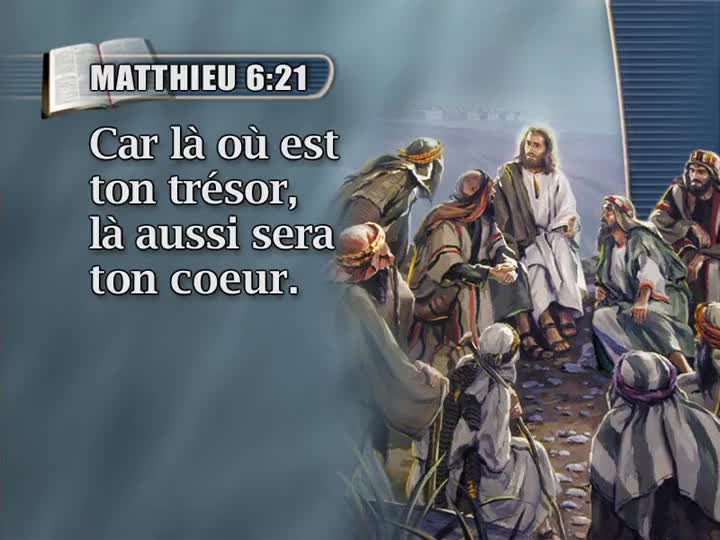 MATTHIEU 6:21
Car là où est
ton trésor,
là aussi sera
ton coeur.